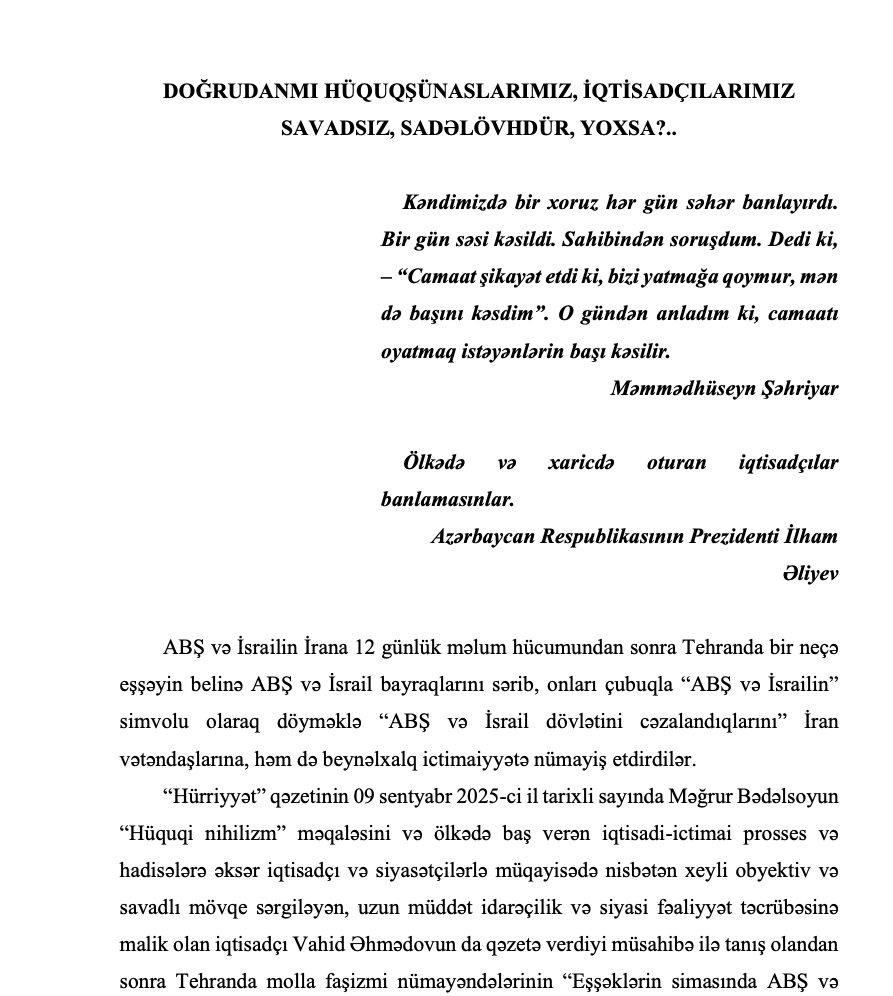 DOĞRUDANMI HÜQUQŞÜNASLARIMIZ, İQTİSADÇILARIMIZ
SAVADSIZ, SADƏLÖVHDÜR, YOXSA?..
Kəndimizdə bir xoruz hər gün səhər banlayırdı.
Bir gün səsi kəsildi. Sahibindən soruşdum. Dedi ki,
– “Camaat şikayət etdi ki, bizi yatmağa qoymur, mən
də başını kəsdim”. O gündən anladım ki, camaatı
oyatmaq istəyənlərin başı kəsilir.
Məmmədhüseyn Şəhriyar
Ölkədə və xaricdə oturan iqtisadçılar
banlamasınlar.
Azərbaycan Respublikasının Prezidenti İlham
Əliyev
ABŞ və İsrailin İrana 12 günlük məlum hücumundan sonra Tehranda bir neçə
eşşəyin belinə ABŞ və İsrail bayraqlarını sərib, onları çubuqla “ABŞ və İsrailin”
simvolu olaraq döyməklə “ABŞ və İsrail dövlətini cəzalandıqlarını” İran
vətəndaşlarına, həm də beynəlxalq ictimaiyyətə nümayiş etdirdilər.
“Hürriyyət” qəzetinin 09 sentyabr 2025-ci il tarixli sayında Məğrur Bədəlsoyun
“Hüquqi nihilizm” məqaləsini və ölkədə baş verən iqtisadi-ictimai prosses və
hadisələrə əksər iqtisadçı və siyasətçilərlə müqayisədə nisbətən xeyli obyektiv və
savadlı mövqe sərgiləyən, uzun müddət idarəçilik və siyasi fəaliyyət təcrübəsinə
malik olan iqtisadçı Vahid Əhmədovun da qəzetə verdiyi müsahibə ilə tanış olandan
sonra Tehranda molla faşizmi nümayəndələrinin “Eşşəklərin simasında ABŞ və